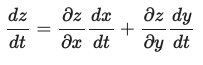 dz/dt = ∂z/∂x dx/dt + ∂z/∂y dy/dt